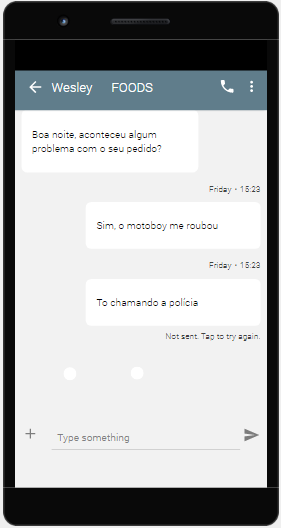 Wesley FOODS
Boa noite, aconteceu algum
problema com o seu pedido?
Friday • 15:23
Sim, o motoboy me roubou
Friday • 15:23
To chamando a polícia
Not sent. Tap to try again.
Type something